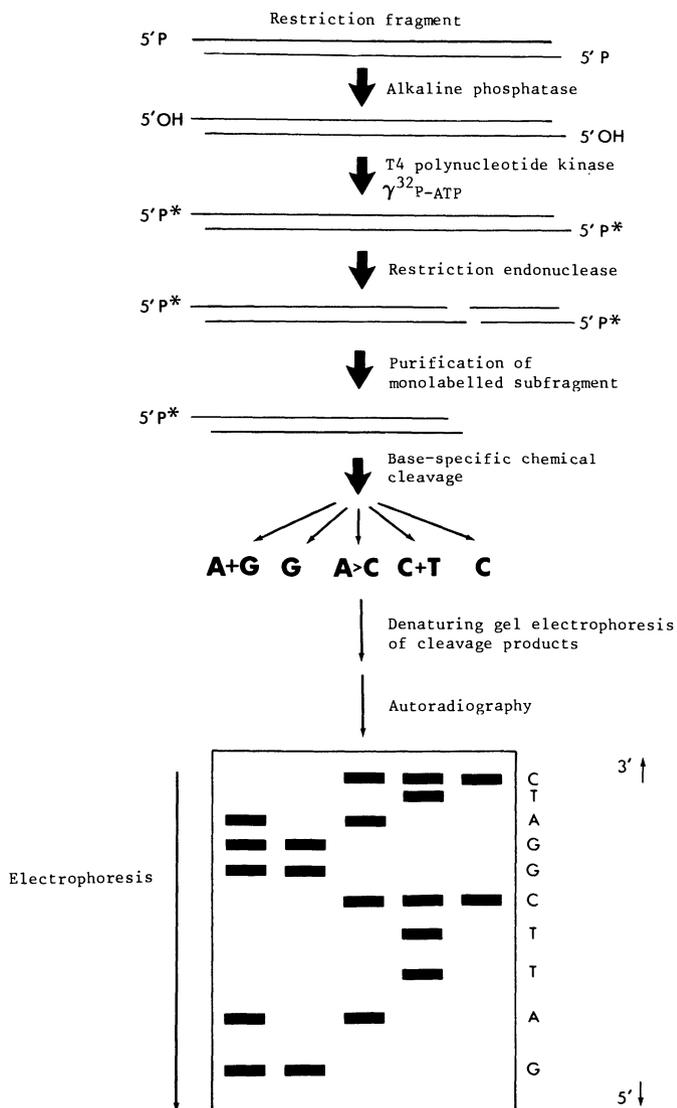 Restriction fragment
5′P
5′ P
Alkaline phosphatase
5′OH
5′OH
T4 polynucleotide kinase
γ³²P-ATP
5′P*
5′P*
Restriction endonuclease
5′P*
5′P*
Purification of
monolabelled subfragment
5′P*
Base-specific chemical
cleavage
A+G G A>C C+T C
Denaturing gel electrophoresis
of cleavage products
Autoradiography
3′
C
T
A
G
G
Electrophoresis
C
T
T
A
G
5′